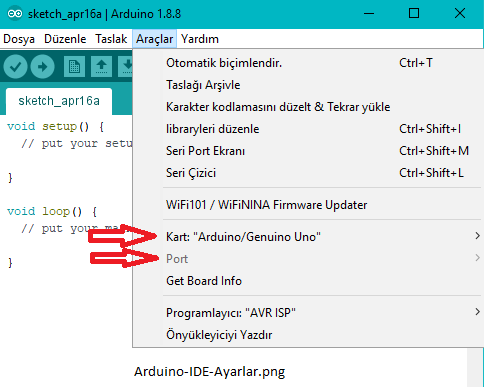 sketch_apr16a | Arduino 1.8.8
Dosya Düzenle Taslak Araçlar Yardım
sketch_apr16a
void setup() {
// put your setu
}
void loop() {
// put your ma
}
Otomatik biçimlendir. Ctrl+T
Taslağı Arşivle
Karakter kodlamasını düzelt & Tekrar yükle
libraryleri düzenle Ctrl+Shift+I
Seri Port Ekranı Ctrl+Shift+M
Seri Çizici Ctrl+Shift+L
WiFi101 / WiFiNINA Firmware Updater
Kart: "Arduino/Genuino Uno"
Port
Get Board Info
Programlayıcı: "AVR ISP"
Önyükleyiciyi Yazdır
Arduino-IDE-Ayarlar.png